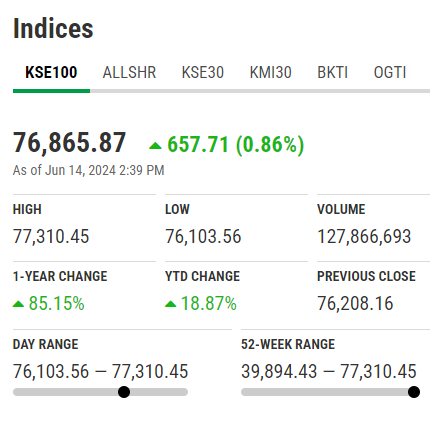 Indices
KSE100 ALLSHR KSE30 KMI30 BKTI OGTI
76,865.87 657.71 (0.86%)
As of Jun 14, 2024 2:39 PM
HIGH LOW VOLUME
77,310.45 76,103.56 127,866,693
1-YEAR CHANGE YTD CHANGE PREVIOUS CLOSE
85.15% 18.87% 76,208.16
DAY RANGE 52-WEEK RANGE
76,103.56 — 77,310.45 39,894.43 — 77,310.45